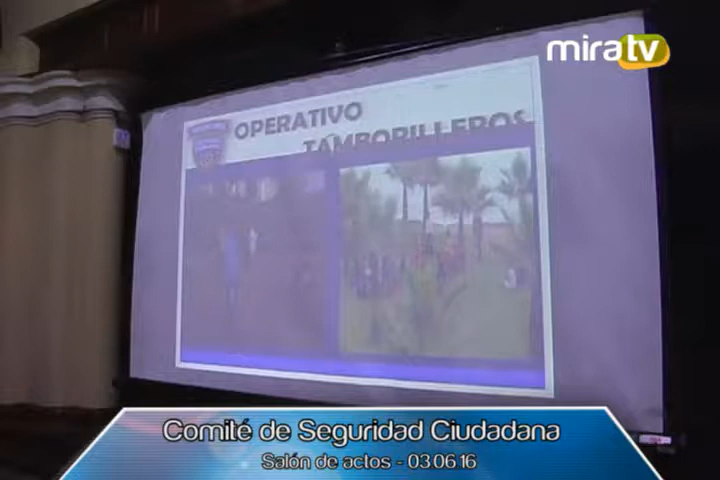 miratv
OPERATIVO
TAMBORILLEROS
Comité de Seguridad Ciudadana
Salón de actos - 03.06.16